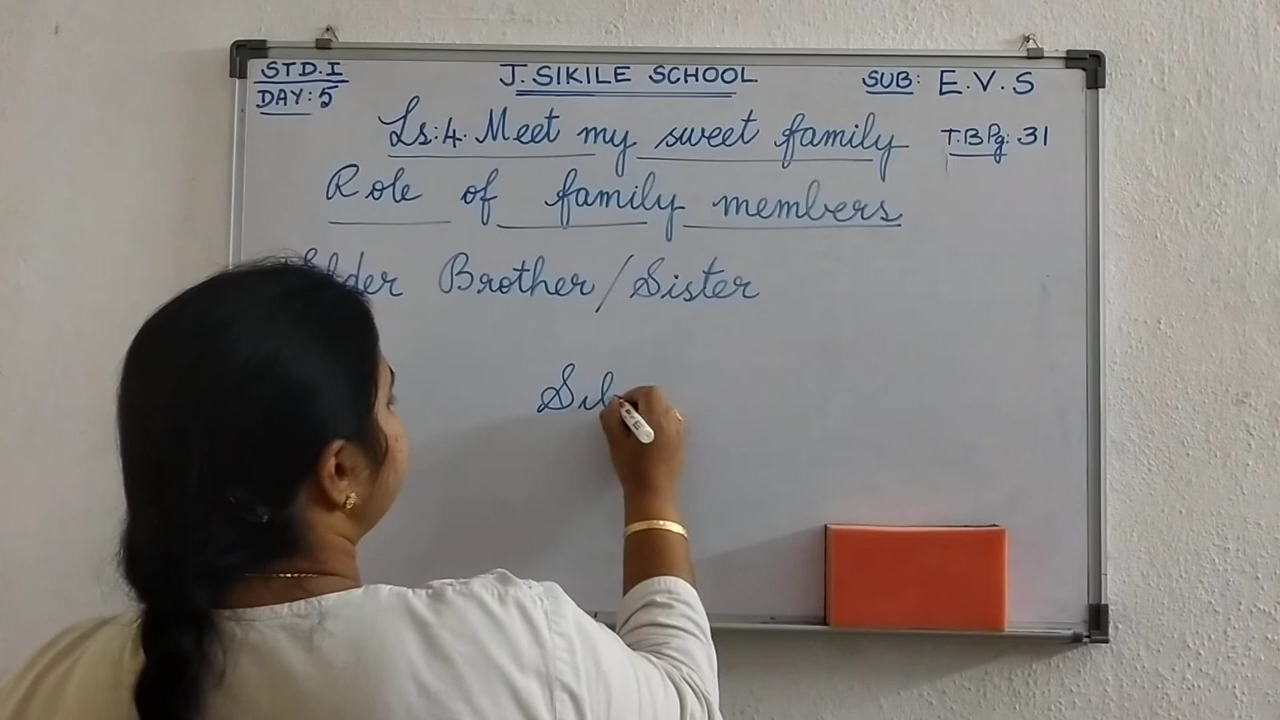 STD.I J. SIKILE SCHOOL SUB: E.V.S
DAY: 5
Ls:4. Meet my sweet family T.B Pg: 31
Role of family members
Elder Brother/Sister